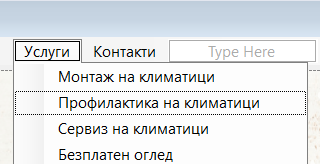 Услуги Контакти Type Here
Монтаж на климатици
Профилактика на климатици
Сервиз на климатици
Безплатен оглед